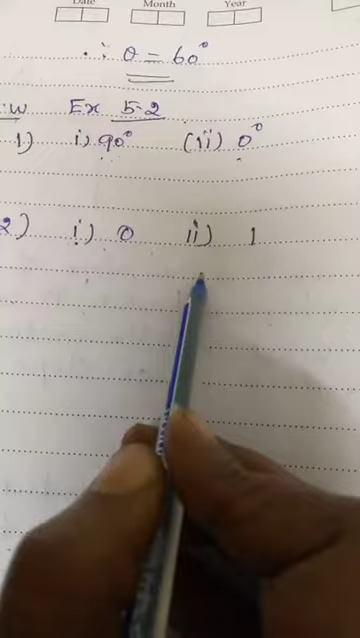 Date Month Year
∴ θ = 60°
.w Ex 5-2
1) i) 90° (ii) 0°
2) i) 0 ii) 1